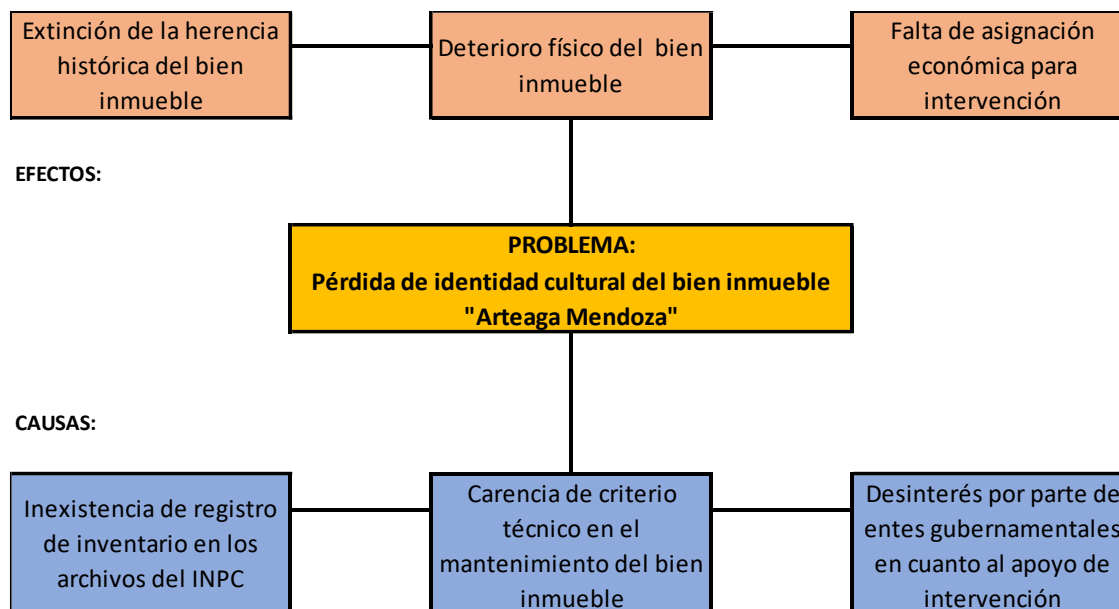 Extinción de la herencia
histórica del bien
inmueble
Deterioro físico del bien
inmueble
Falta de asignación
económica para
intervención
EFECTOS:
PROBLEMA:
Pérdida de identidad cultural del bien inmueble
"Arteaga Mendoza"
CAUSAS:
Inexistencia de registro
de inventario en los
archivos del INPC
Carencia de criterio
técnico en el
mantenimiento del bien
inmueble
Desinterés por parte de
entes gubernamentales
en cuanto al apoyo de
intervención